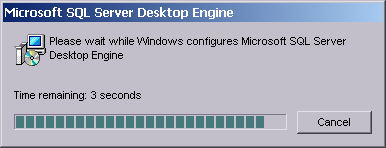 Microsoft SQL Server Desktop Engine
Please wait while Windows configures Microsoft SQL Server
Desktop Engine
Time remaining: 3 seconds
Cancel